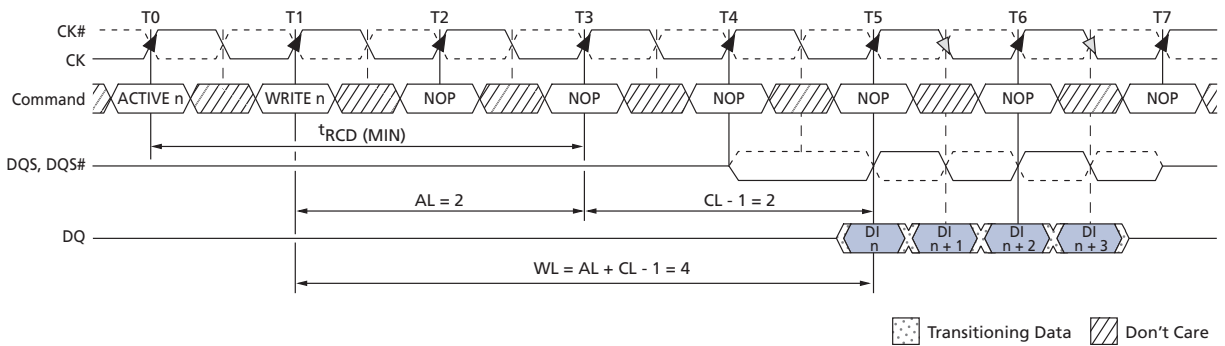 T0 T1 T2 T3 T4 T5 T6 T7
CK#
CK
Command ACTIVE n WRITE n NOP NOP NOP NOP NOP NOP
tRCD (MIN)
DQS, DQS#
AL = 2 CL - 1 = 2
DQ DI n DI n + 1 DI n + 2 DI n + 3
WL = AL + CL - 1 = 4
Transitioning Data Don't Care